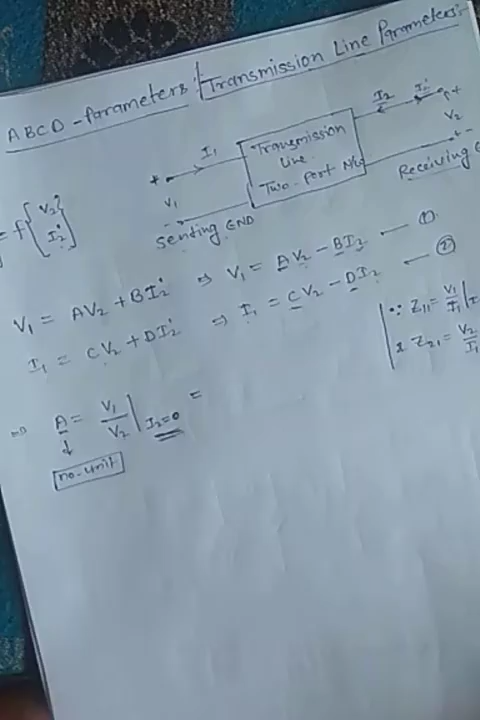 ABCD-Parameters / Transmission Line Parameters:-
I₁
Transmission
Line
Two-port N/W
I₂ I₂'
+
V₁
-
+
V₂
-
Sending END
Receiving
= f{V₂, I₂'}
V₁ = AV₂ + BI₂' ⇒ V₁ = AV₂ - BI₂ ← ①
I₁ = CV₂ + DI₂' ⇒ I₁ = CV₂ - DI₂ ← ②
∵ Z₁₁ = V₁/I₁ |
& Z₂₁ = V₂/I₁
⇒ A = V₁/V₂ | I₂=0 =
↓
no-unit